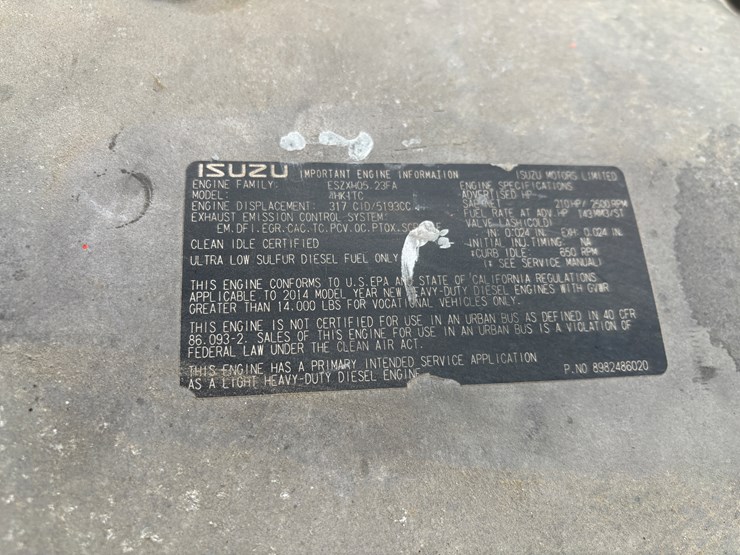 ISUZU IMPORTANT ENGINE INFORMATION ISUZU MOTORS LIMITED
ENGINE FAMILY: ESZXH05.23FA
MODEL: 4HK1TC
ENGINE DISPLACEMENT: 317 CID/5193CC
EXHAUST EMISSION CONTROL SYSTEM:
EM,DFI,EGR,CAC,TC,PCV,OC,PTOX,
CLEAN IDLE CERTIFIED
ULTRA LOW SULFUR DIESEL FUEL ONLY
ENGINE SPECIFICATIONS
ADVERTISED HP
SAE NET 210HP/ 2500RPM
FUEL RATE AT ADV.HP 143MM3/ST
VALVE LASH(COLD)
IN. 0.024 IN. EXH. 0.024 IN.
INITIAL INJ.TIMING: NA
*CURB IDLE: 650 RPM
(* SEE SERVICE MANUAL)
THIS ENGINE CONFORMS TO U.S.EPA AND STATE OF CALIFORNIA REGULATIONS
APPLICABLE TO 2014 MODEL YEAR NEW HEAVY-DUTY DIESEL ENGINES WITH GVWR
GREATER THAN 14,000 LBS FOR VOCATIONAL VEHICLES ONLY.
THIS ENGINE IS NOT CERTIFIED FOR USE IN AN URBAN BUS AS DEFINED IN 40 CFR
86.093-2. SALES OF THIS ENGINE FOR USE IN AN URBAN BUS IS A VIOLATION OF
FEDERAL LAW UNDER THE CLEAN AIR ACT.
THIS ENGINE HAS A PRIMARY INTENDED SERVICE APPLICATION
AS A LIGHT HEAVY-DUTY DIESEL ENGINE
P.NO 8982486020